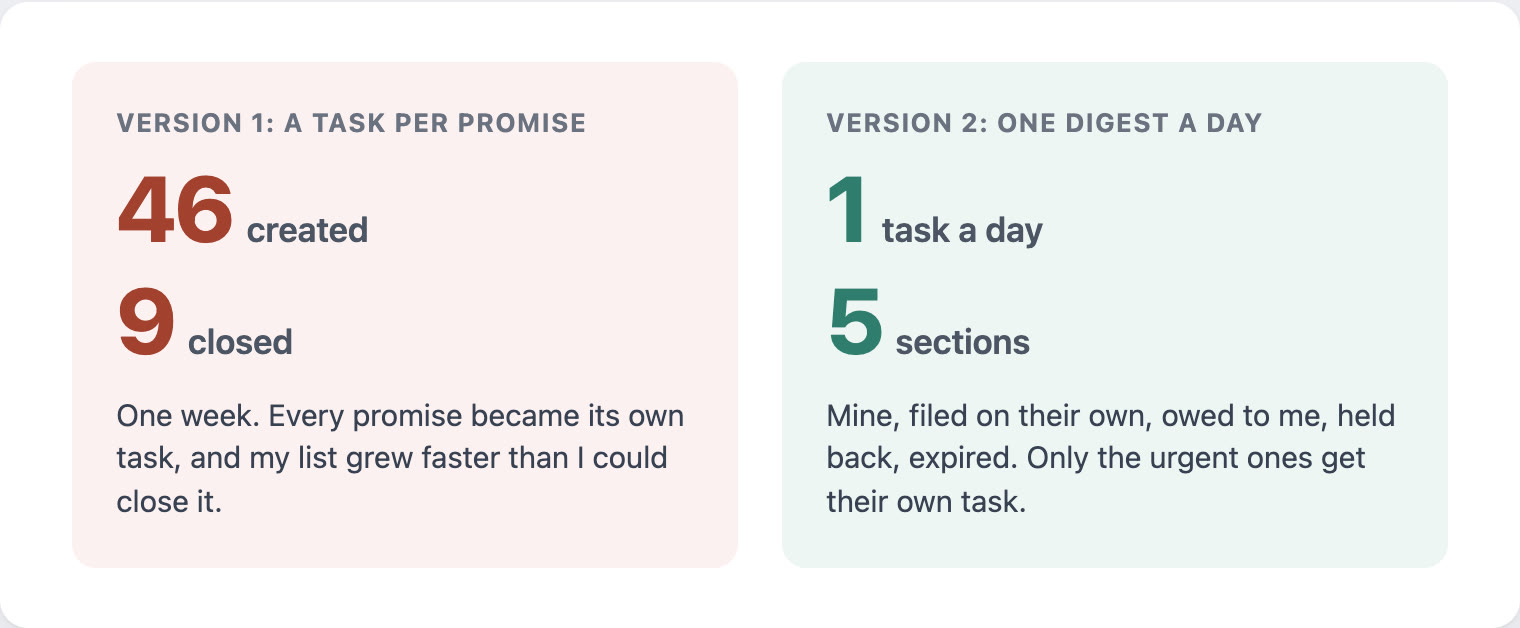 VERSION 1: A TASK PER PROMISE
46 created
9 closed
One week. Every promise became its own
task, and my list grew faster than I could
close it.
VERSION 2: ONE DIGEST A DAY
1 task a day
5 sections
Mine, filed on their own, owed to me, held
back, expired. Only the urgent ones get
their own task.